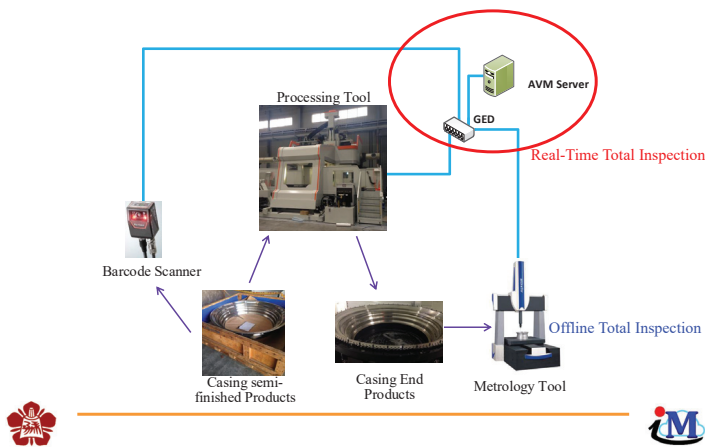 Processing Tool
AVM Server
GED
Real-Time Total Inspection
Barcode Scanner
Offline Total Inspection
Casing semi-
finished Products
Casing End
Products
Metrology Tool
iM